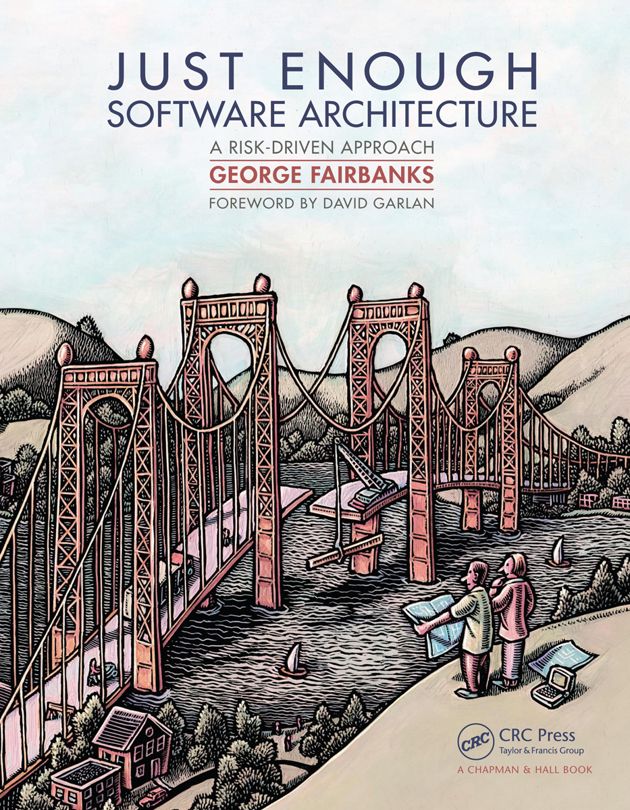 JUST ENOUGH
SOFTWARE ARCHITECTURE
A RISK-DRIVEN APPROACH
GEORGE FAIRBANKS
FOREWORD BY DAVID GARLAN
CRC CRC Press
Taylor & Francis Group
A CHAPMAN & HALL BOOK